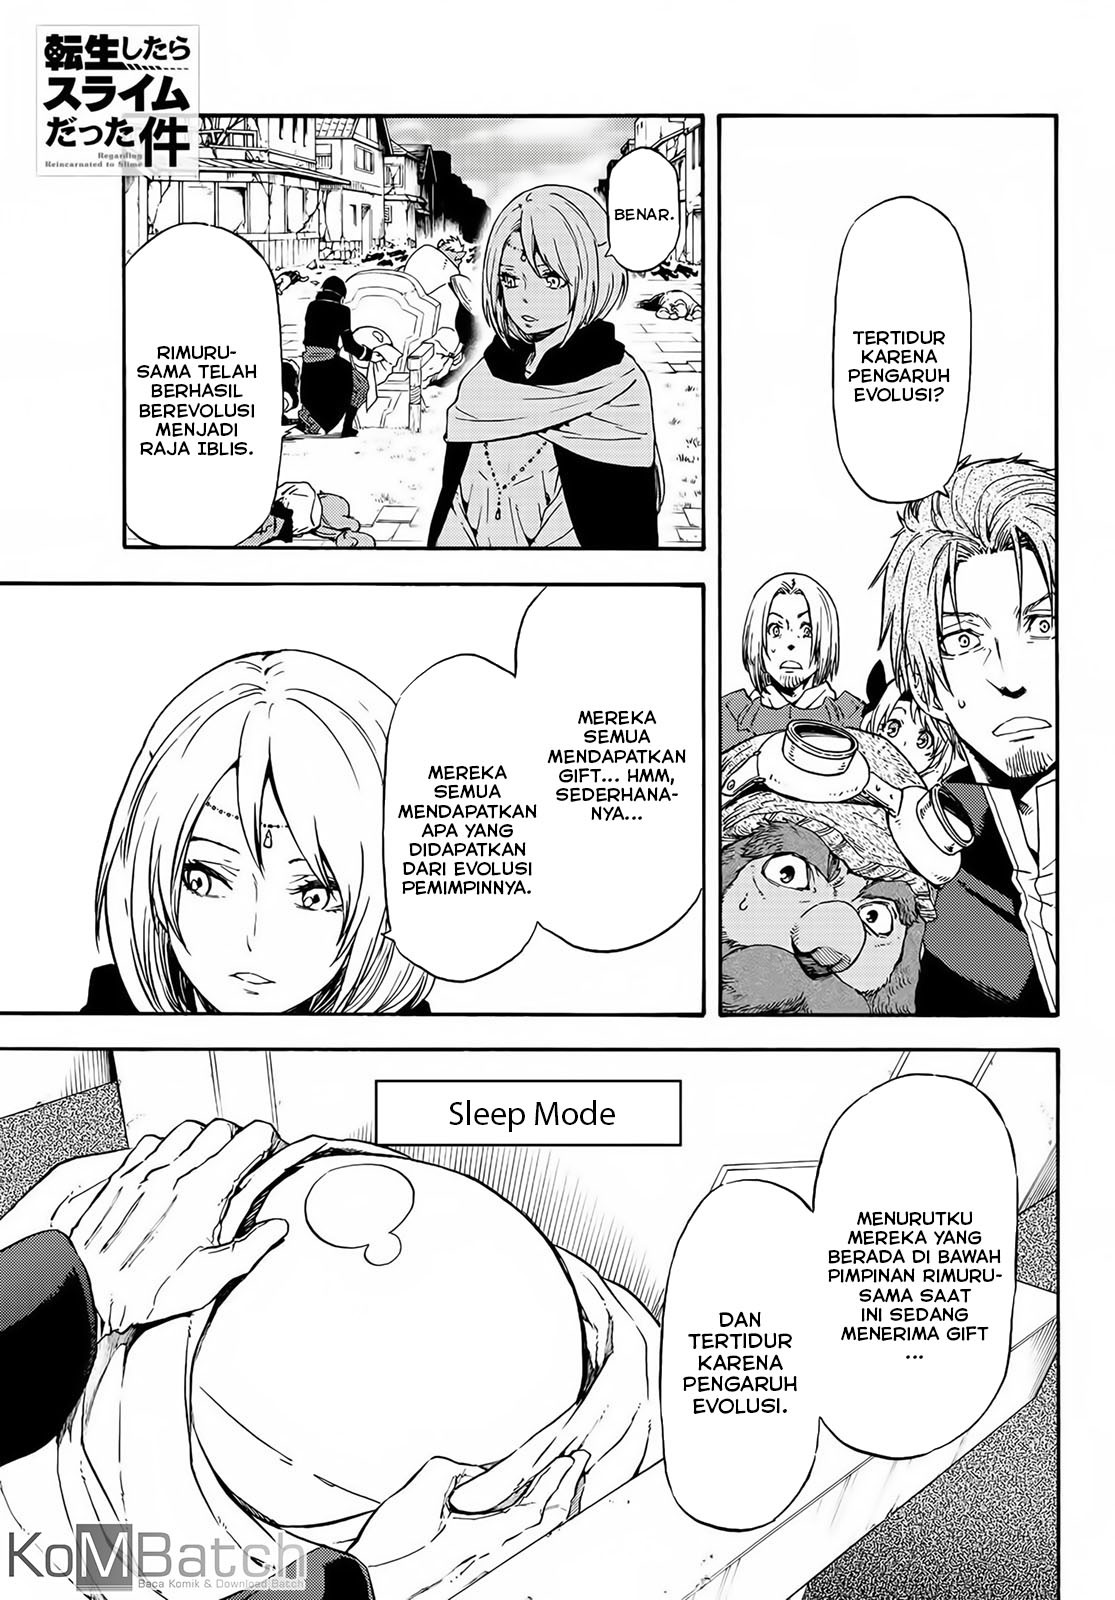 転生したら
スライム
だった件
Regarding
Reincarnated to Slime
TERTIDUR
KARENA
PENGARUH
EVOLUSI?
BENAR.
RIMURU-
SAMA TELAH
BERHASIL
BEREVOLUSI
MENJADI
RAJA IBLIS.
MEREKA
SEMUA
MENDAPATKAN
GIFT... HMM,
SEDERHANA-
NYA...
MEREKA
SEMUA
MENDAPATKAN
APA YANG
DIDAPATKAN
DARI EVOLUSI
PEMIMPINNYA.
Sleep Mode
MENURUTKU
MEREKA YANG
BERADA DI BAWAH
PIMPINAN RIMURU-
SAMA SAAT
INI SEDANG
MENERIMA GIFT
...
DAN
TERTIDUR
KARENA
PENGARUH
EVOLUSI.
KoMBatch
Baca Komik & Download Batch